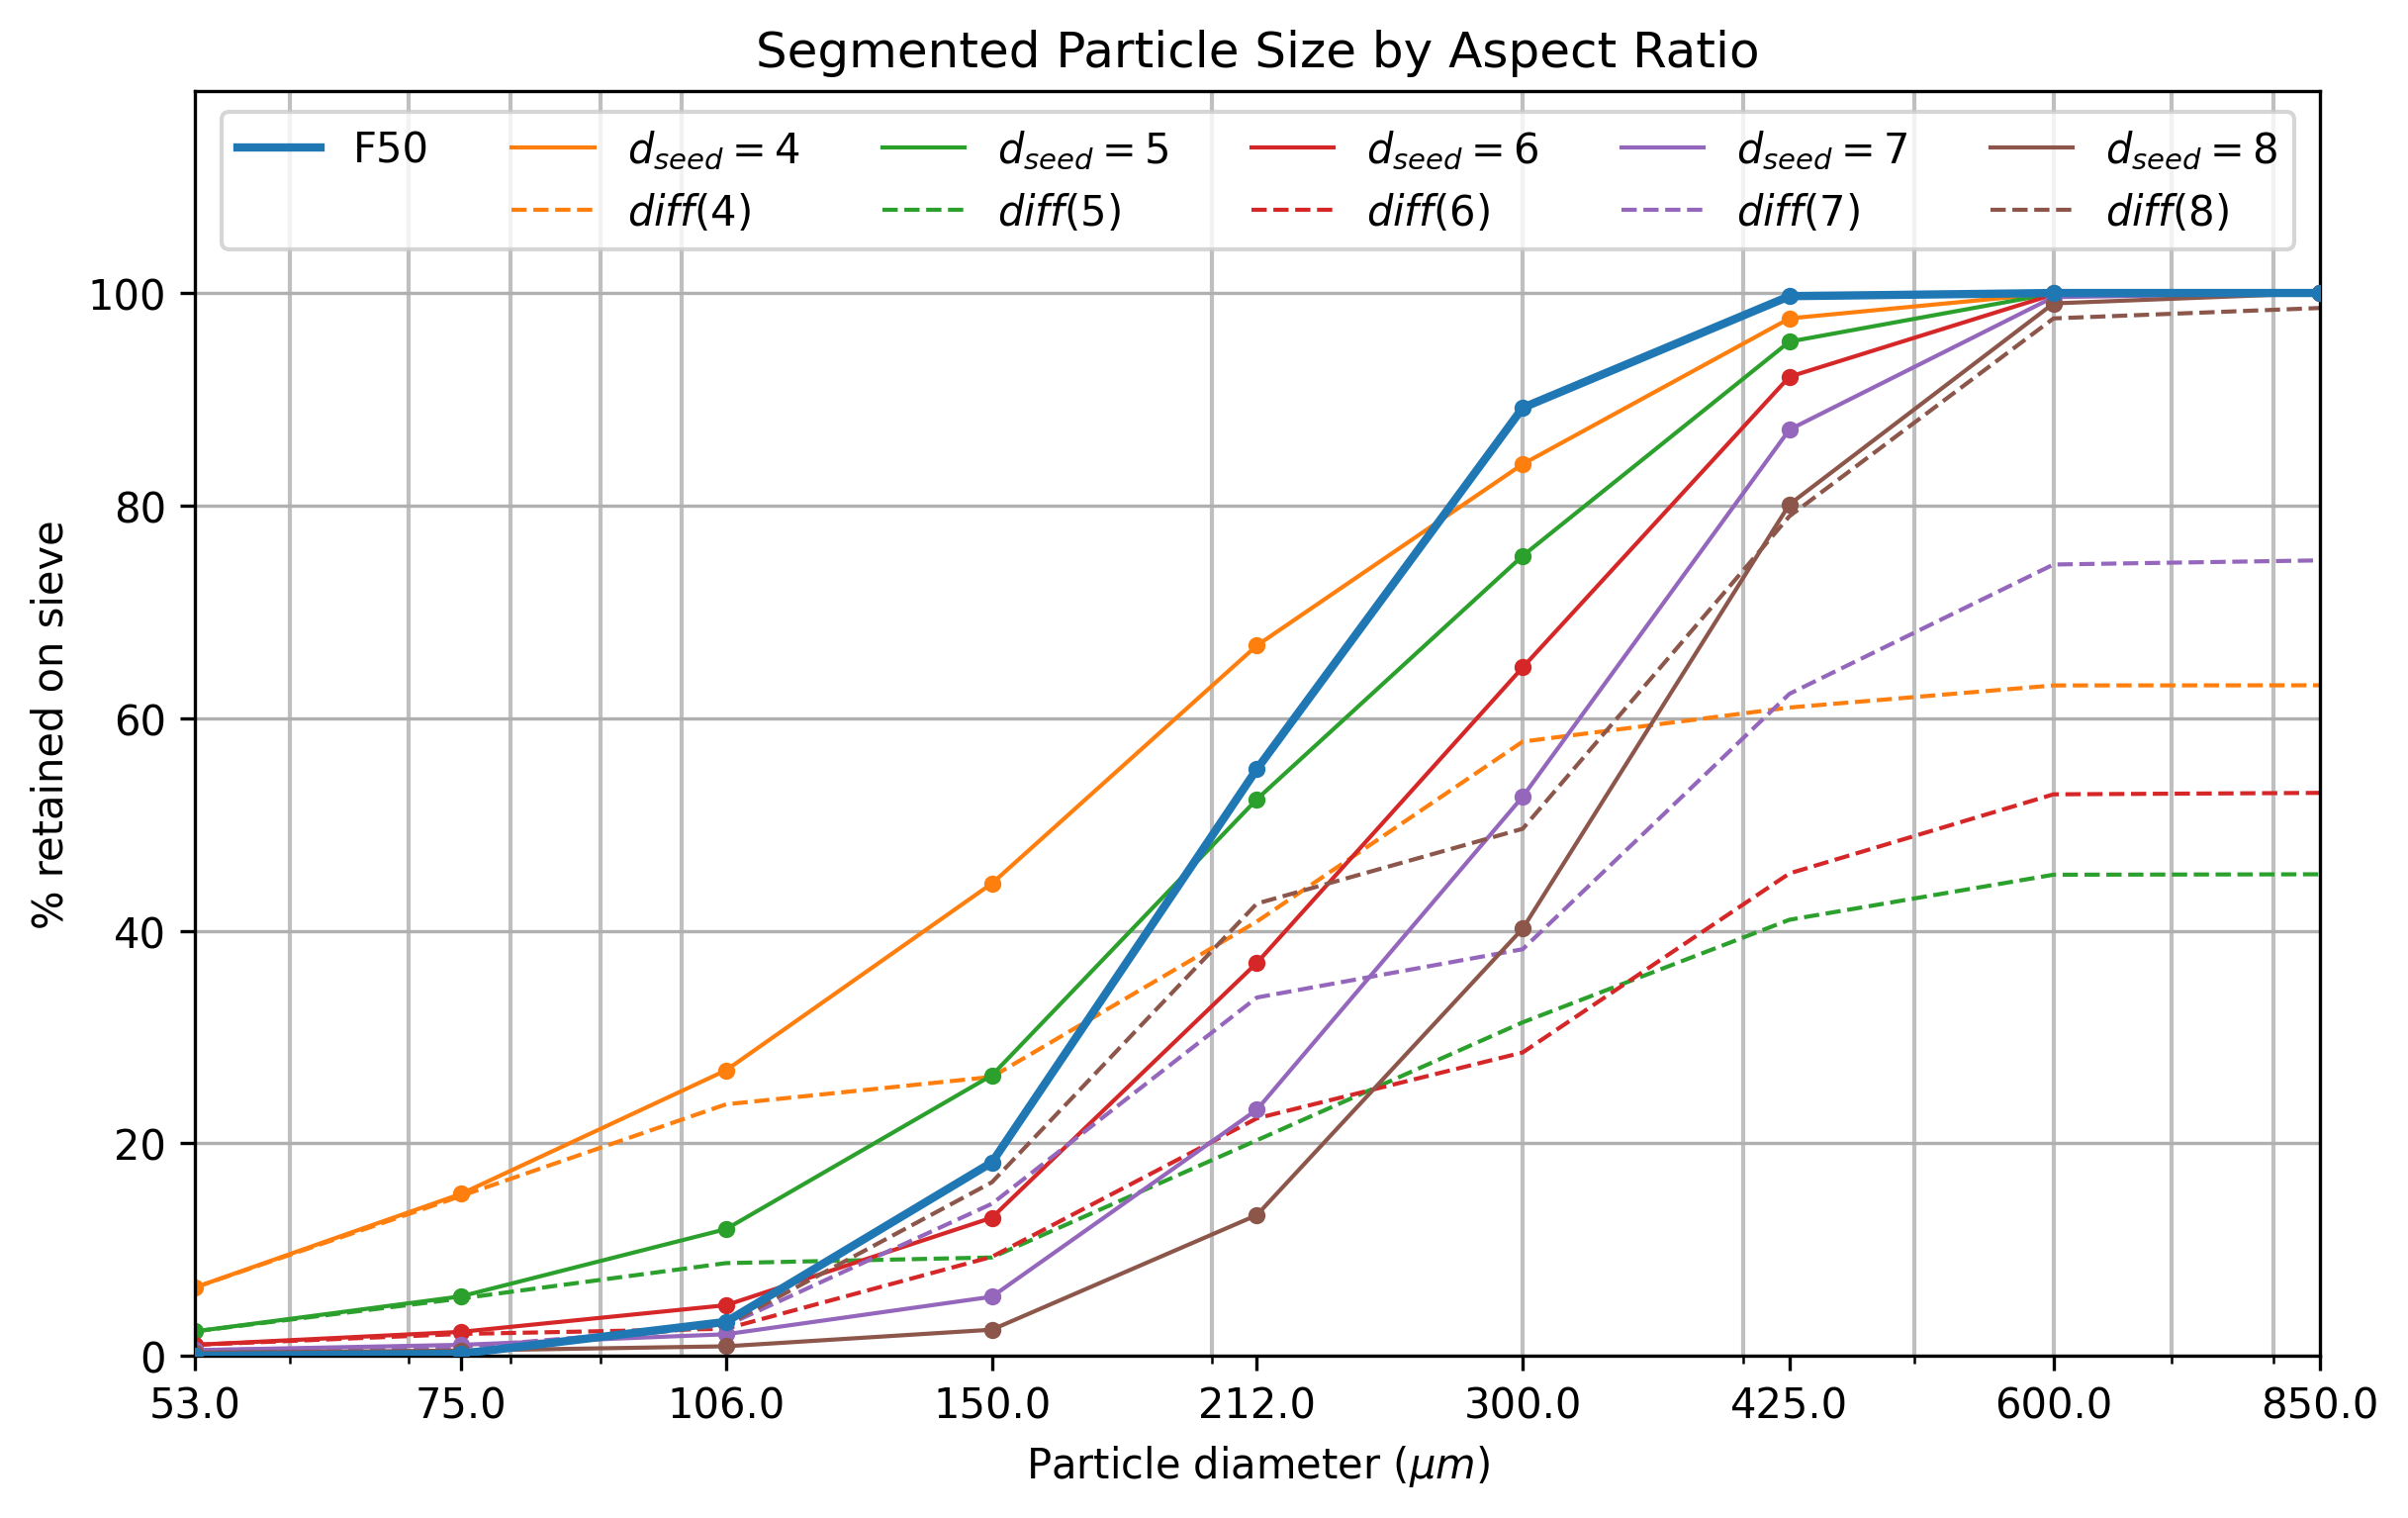 Segmented Particle Size by Aspect Ratio
F50 d_seed = 4 d_seed = 5 d_seed = 6 d_seed = 7 d_seed = 8
diff(4) diff(5) diff(6) diff(7) diff(8)
100
80
60
40
20
0
% retained on sieve
53.0 75.0 106.0 150.0 212.0 300.0 425.0 600.0 850.0
Particle diameter (μm)